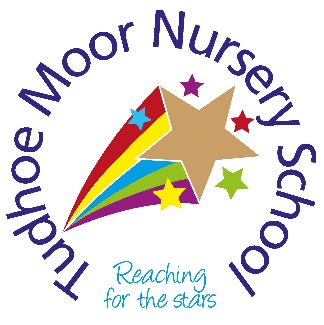 Tudhoe Moor Nursery School
Reaching
for the stars